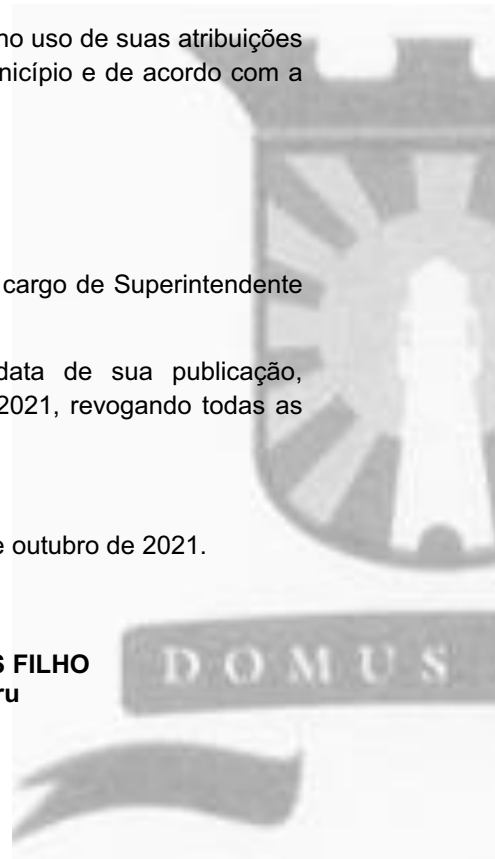 no uso de suas atribuições
nicípio e de acordo com a
cargo de Superintendente
data de sua publicação,
2021, revogando todas as
e outubro de 2021.
S FILHO
ru
DOMUS